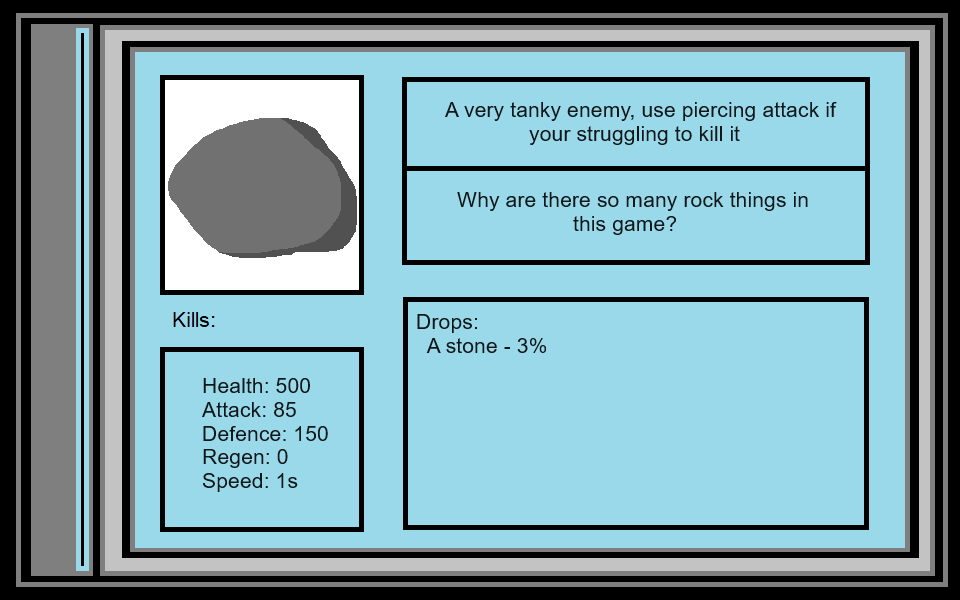 A very tanky enemy, use piercing attack if
your struggling to kill it
Why are there so many rock things in
this game?
Kills:
Health: 500
Attack: 85
Defence: 150
Regen: 0
Speed: 1s
Drops:
A stone - 3%